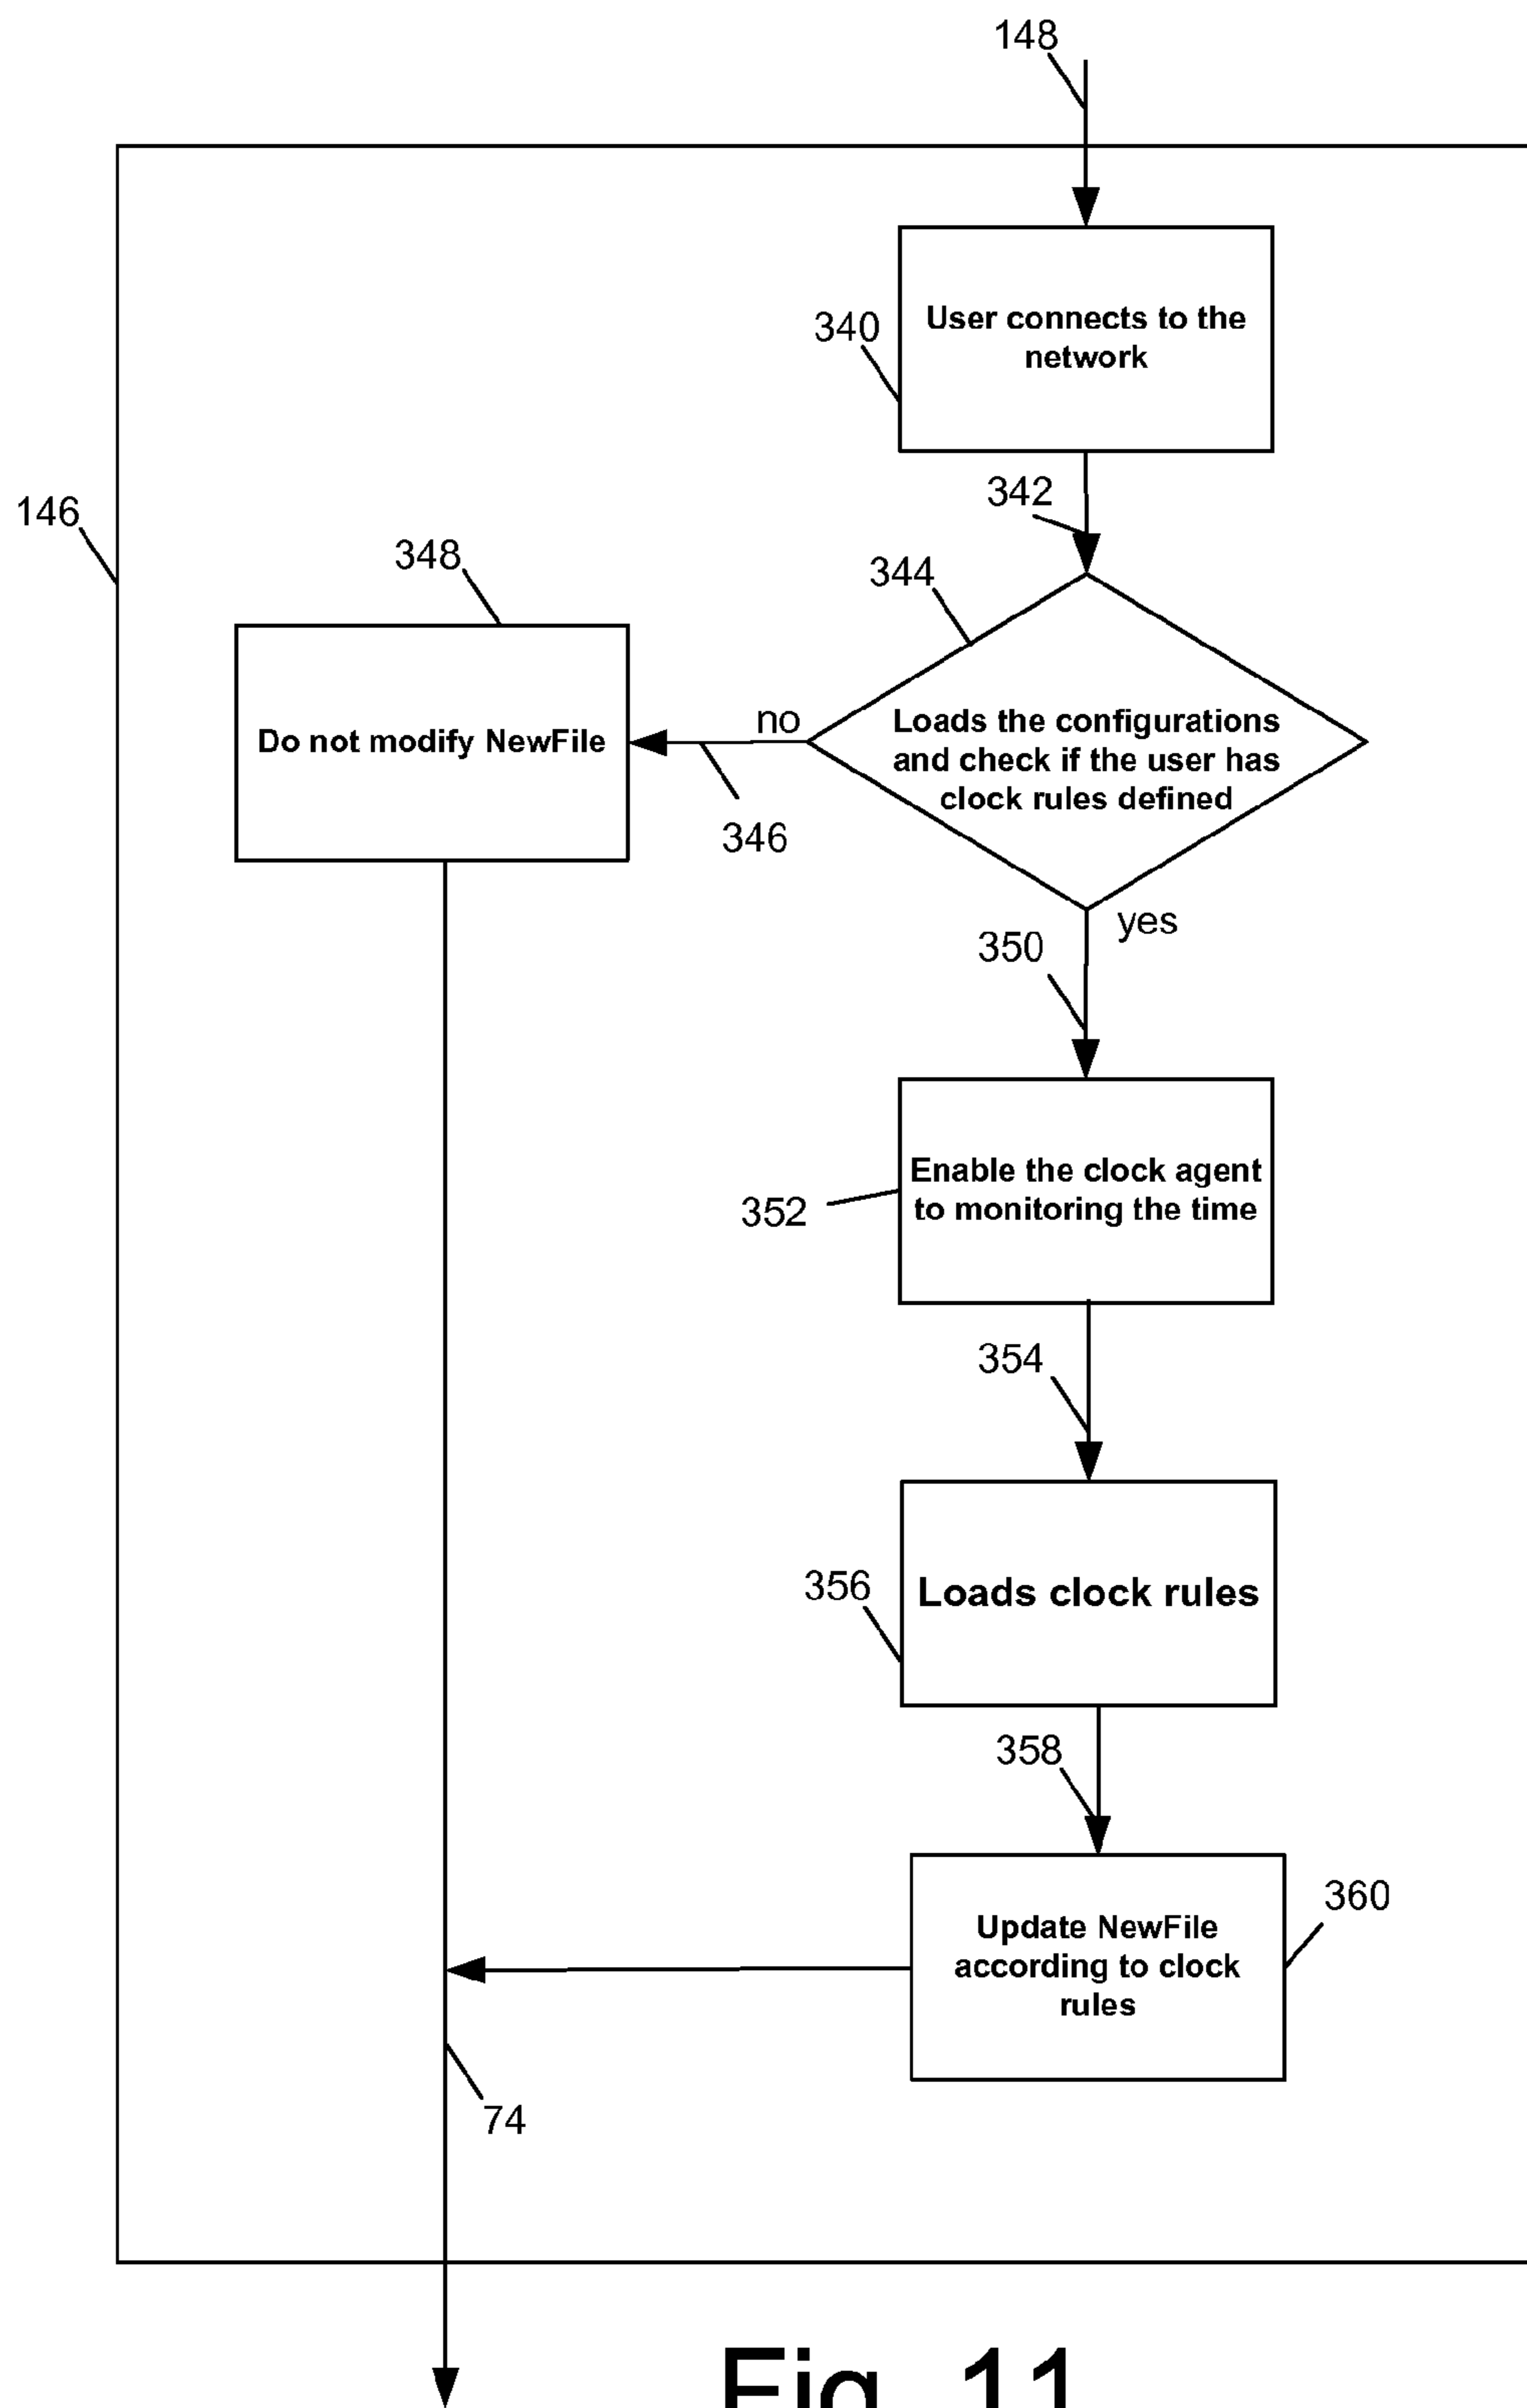 148
User connects to the
network
340
342
146
348
344
Do not modify NewFile
no
Loads the configurations
and check if the user has
clock rules defined
346
yes
350
Enable the clock agent
to monitoring the time
352
354
Loads clock rules
356
358
360
Update NewFile
according to clock
rules
74
Fig. 11